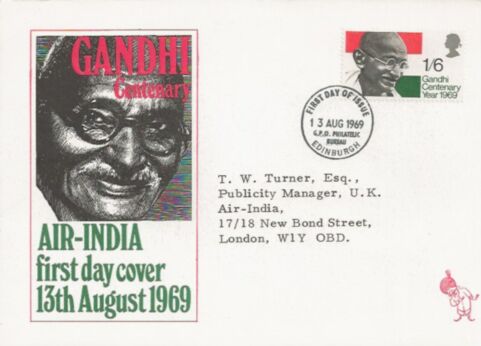 GANDHI
Centenary
AIR-INDIA
first day cover
13th August 1969
1/6
Gandhi
Centenary
Year 1969
FIRST DAY OF ISSUE
13 AUG 1969
G.P.O. PHILATELIC
BUREAU
EDINBURGH
T. W. Turner, Esq.,
Publicity Manager, U.K.
Air-India,
17/18 New Bond Street,
London, W1Y OBD.